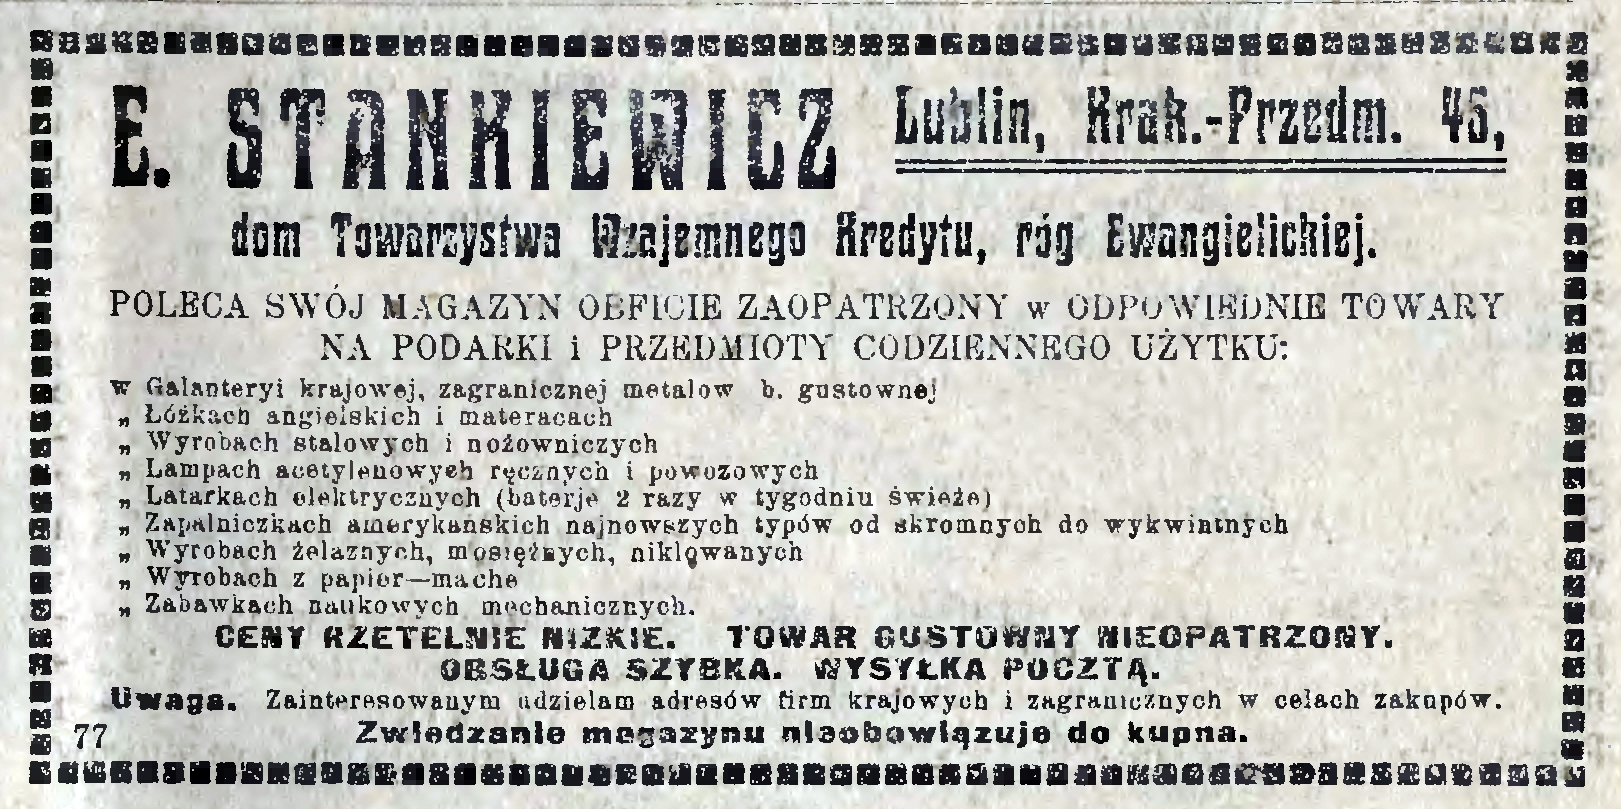 E. STANKIEWICZ Lublin, Krak.-Przedm. 45,
dom Towarzystwa Wzajemnego Kredytu, róg Ewangielickiej.
POLECA SWÓJ MAGAZYN OBFICIE ZAOPATRZONY w ODPOWIEDNIE TOWARY
NA PODARKI i PRZEDMIOTY CODZIENNEGO UŻYTKU:
w Galanteryi krajowej, zagranicznej metalow b. gustownej
„ Łóżkach angielskich i materacach
„ Wyrobach stalowych i nożowniczych
„ Lampach acetylenowych ręcznych i powozowych
„ Latarkach elektrycznych (baterje 2 razy w tygodniu świeże)
„ Zapalniczkach amerykańskich najnowszych typów od skromnych do wykwintnych
„ Wyrobach żelaznych, mosiężnych, niklowanych
„ Wyrobach z papier—mache
„ Zabawkach naukowych mechanicznych.
CENY RZETELNIE NIZKIE. TOWAR GUSTOWNY NIEOPATRZONY.
OBSŁUGA SZYBKA. WYSYŁKA POCZTĄ.
Uwaga. Zainteresowanym udzielam adresów firm krajowych i zagranicznych w celach zakupów.
77 Zwiedzanie magazynu nieobowiązuje do kupna.